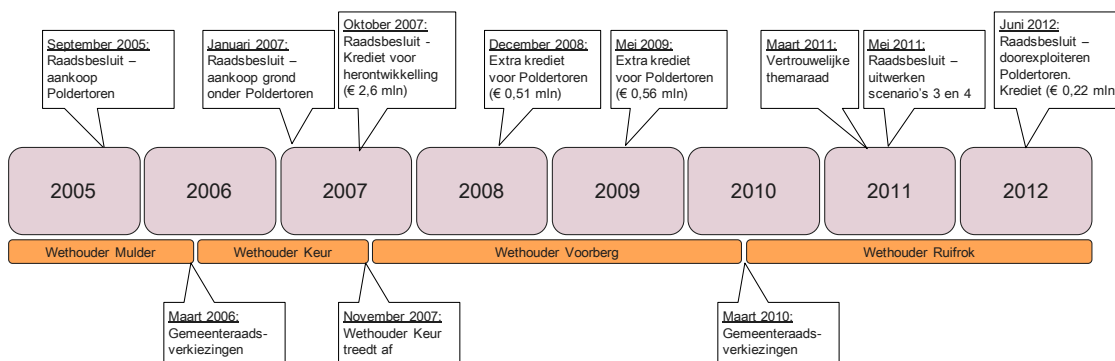 September 2005:
Raadsbesluit –
aankoop
Poldertoren
Januari 2007:
Raadsbesluit –
aankoop grond
onder Poldertoren
Oktober 2007:
Raadsbesluit -
Krediet voor
herontwikkeling
(€ 2,6 mln)
December 2008:
Extra krediet
voor Poldertoren
(€ 0,51 mln)
Mei 2009:
Extra krediet
voor Poldertoren
(€ 0,56 mln)
Maart 2011:
Vertrouwelijke
themaraad
Mei 2011:
Raadsbesluit –
uitwerken
scenario's 3 en 4
Juni 2012:
Raadsbesluit –
doorexploiteren
Poldertoren.
Krediet (€ 0,22 mln)
2005
2006
2007
2008
2009
2010
2011
2012
Wethouder Mulder
Wethouder Keur
Wethouder Voorberg
Wethouder Ruifrok
Maart 2006:
Gemeenteraads-
verkiezingen
November 2007:
Wethouder Keur
treedt af
Maart 2010:
Gemeenteraads-
verkiezingen